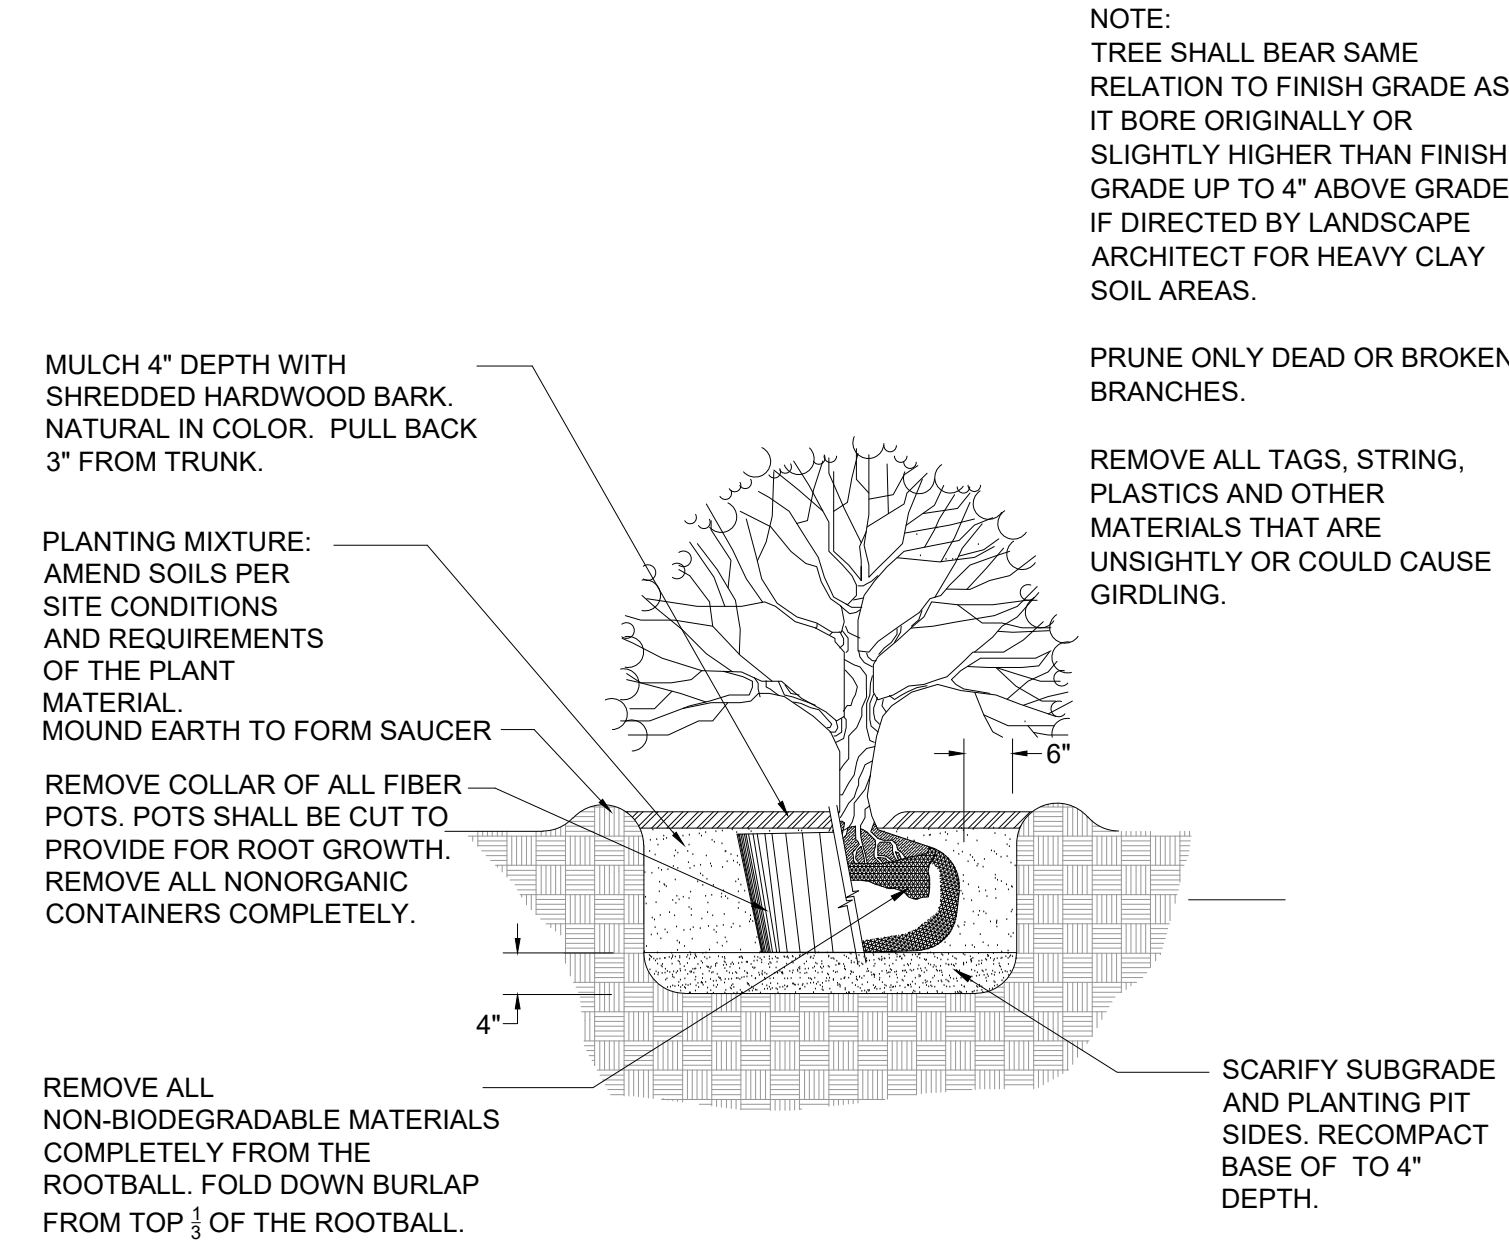 NOTE:
TREE SHALL BEAR SAME
RELATION TO FINISH GRADE AS
IT BORE ORIGINALLY OR
SLIGHTLY HIGHER THAN FINISH
GRADE UP TO 4" ABOVE GRADE
IF DIRECTED BY LANDSCAPE
ARCHITECT FOR HEAVY CLAY
SOIL AREAS.
PRUNE ONLY DEAD OR BROKEN
BRANCHES.
REMOVE ALL TAGS, STRING,
PLASTICS AND OTHER
MATERIALS THAT ARE
UNSIGHTLY OR COULD CAUSE
GIRDLING.
MULCH 4" DEPTH WITH
SHREDDED HARDWOOD BARK.
NATURAL IN COLOR. PULL BACK
3" FROM TRUNK.
PLANTING MIXTURE:
AMEND SOILS PER
SITE CONDITIONS
AND REQUIREMENTS
OF THE PLANT
MATERIAL.
MOUND EARTH TO FORM SAUCER
REMOVE COLLAR OF ALL FIBER
POTS. POTS SHALL BE CUT TO
PROVIDE FOR ROOT GROWTH.
REMOVE ALL NONORGANIC
CONTAINERS COMPLETELY.
6"
4"
REMOVE ALL
NON-BIODEGRADABLE MATERIALS
COMPLETELY FROM THE
ROOTBALL. FOLD DOWN BURLAP
FROM TOP 1/3 OF THE ROOTBALL.
SCARIFY SUBGRADE
AND PLANTING PIT
SIDES. RECOMPACT
BASE OF TO 4"
DEPTH.